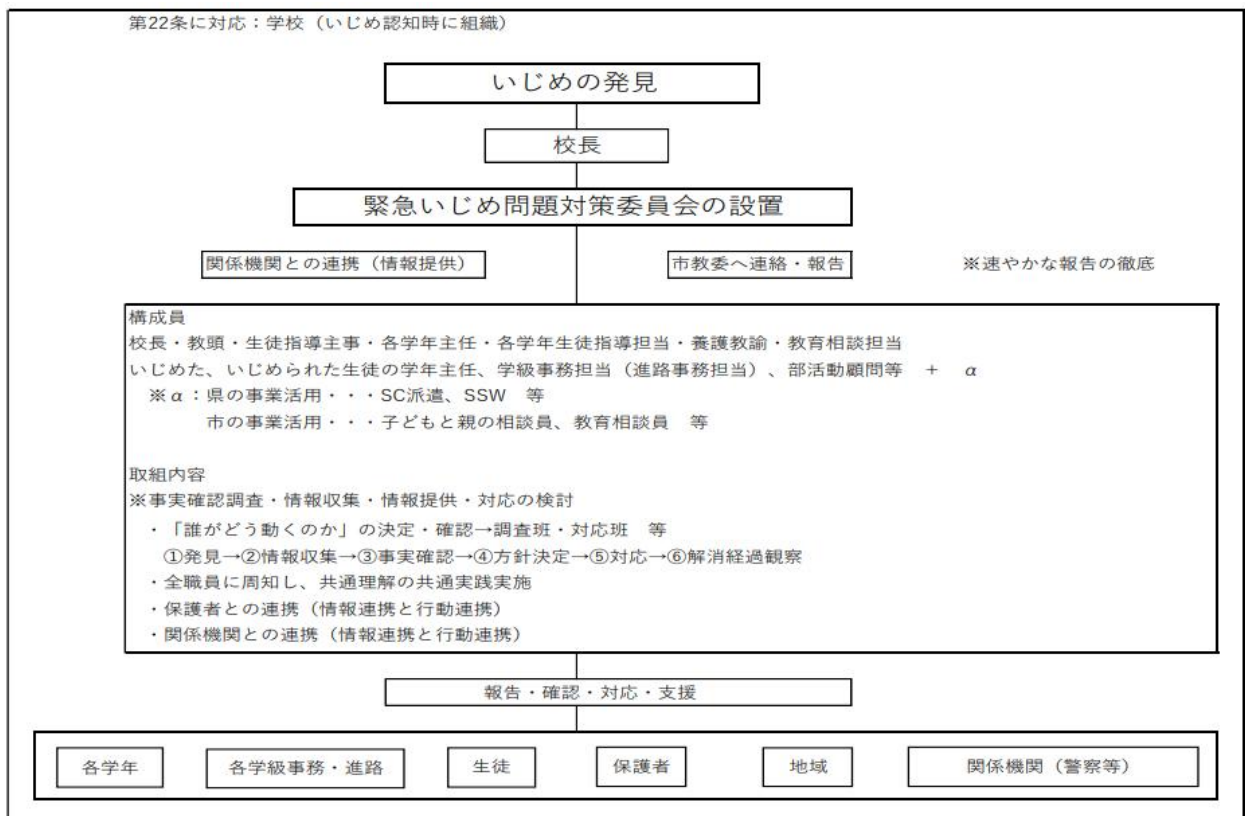 第22条に対応：学校（いじめ認知時に組織）
いじめの発見
校長
緊急いじめ問題対策委員会の設置
関係機関との連携（情報提供）
市教委へ連絡・報告
※速やかな報告の徹底
構成員
校長・教頭・生徒指導主事・各学年主任・各学年生徒指導担当・養護教諭・教育相談担当
いじめた、いじめられた生徒の学年主任、学級事務担当（進路事務担当）、部活動顧問等　＋　α
※α：県の事業活用・・・SC派遣、SSW　等
市の事業活用・・・子どもと親の相談員、教育相談員　等
取組内容
※事実確認調査・情報収集・情報提供・対応の検討
・「誰がどう動くのか」の決定・確認→調査班・対応班　等
①発見→②情報収集→③事実確認→④方針決定→⑤対応→⑥解消経過観察
・全職員に周知し、共通理解の共通実践実施
・保護者との連携（情報連携と行動連携）
・関係機関との連携（情報連携と行動連携）
報告・確認・対応・支援
各学年
各学級事務・進路
生徒
保護者
地域
関係機関（警察等）